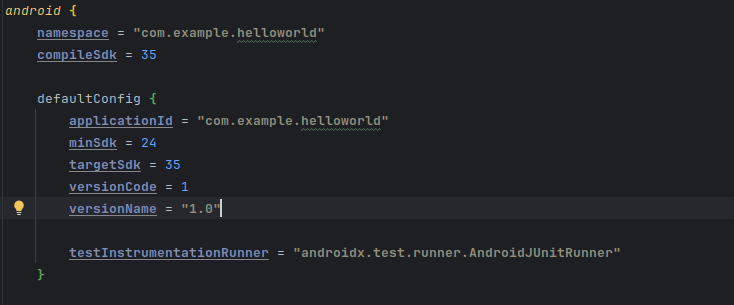 android {
namespace = "com.example.helloworld"
compileSdk = 35
defaultConfig {
applicationId = "com.example.helloworld"
minSdk = 24
targetSdk = 35
versionCode = 1
versionName = "1.0"
testInstrumentationRunner = "androidx.test.runner.AndroidJUnitRunner"
}